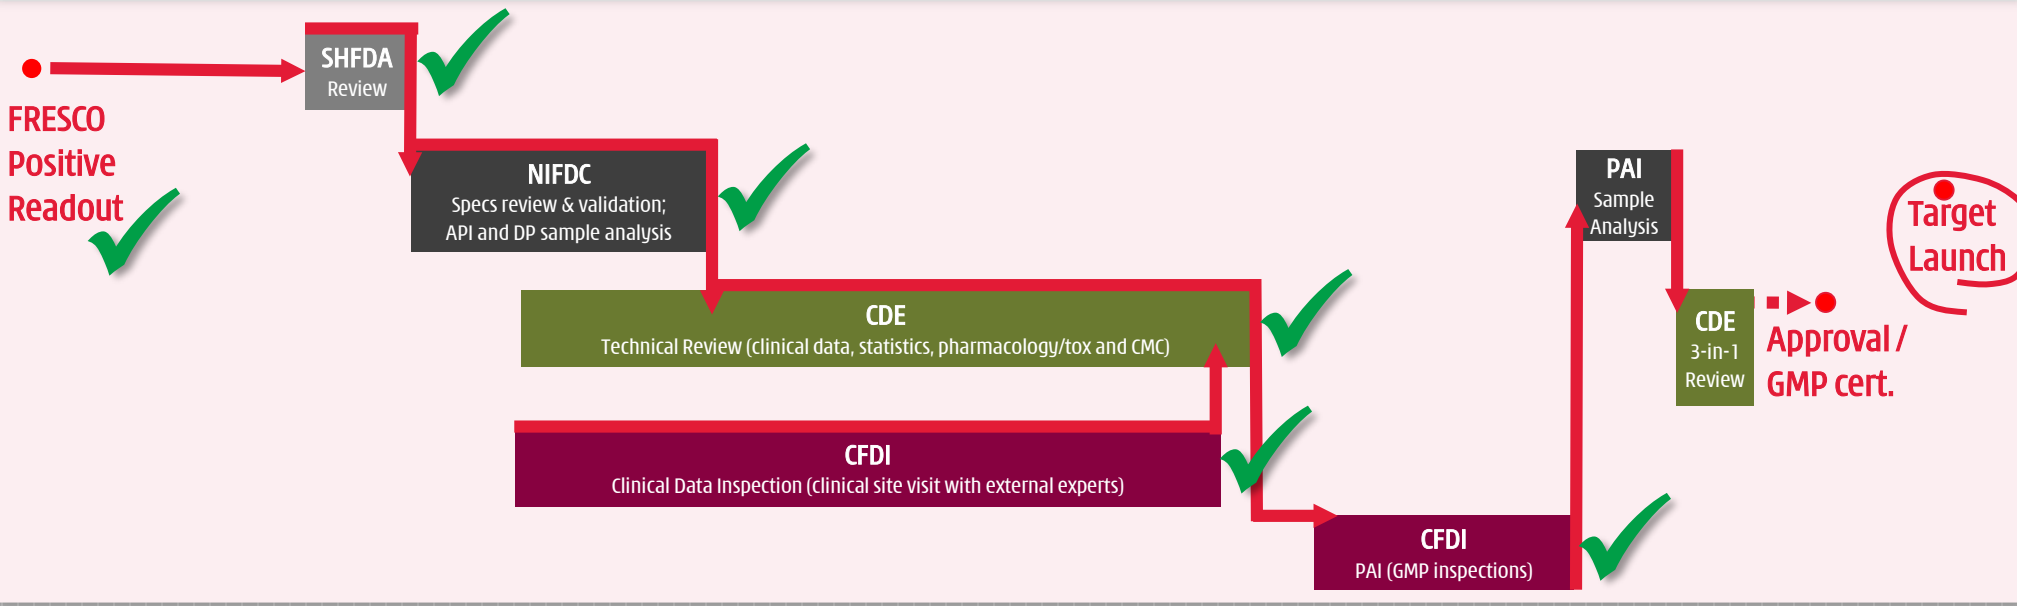 FRESCO
Positive
Readout
SHFDA
Review
NIFDC
Specs review & validation;
API and DP sample analysis
CDE
Technical Review (clinical data, statistics, pharmacology/tox and CMC)
CFDI
Clinical Data Inspection (clinical site visit with external experts)
CFDI
PAI (GMP inspections)
PAI
Sample
Analysis
CDE
3-in-1
Review
Approval /
GMP cert.
Target
Launch